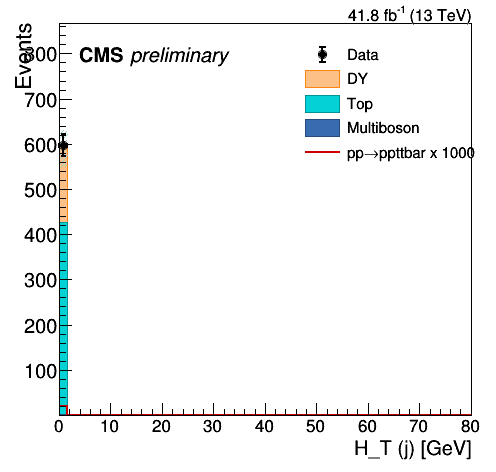 41.8 fb-1 (13 TeV)
Events
CMS preliminary
Data
DY
Top
Multiboson
pp→ppttbar x 1000
800
700
600
500
400
300
200
100
0 10 20 30 40 50 60 70 80
H_T (j) [GeV]